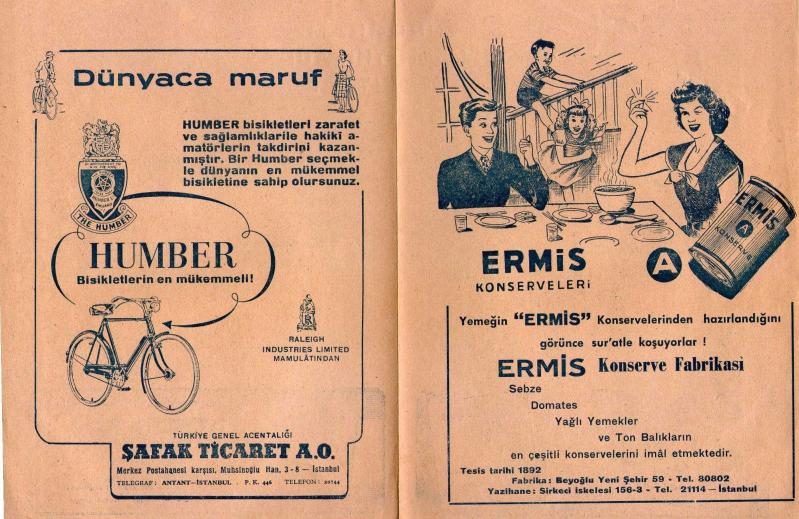 Dünyaca maruf
HUMBER bisikletleri zarafet
ve sağlamlıklarile hakikî a-
matörlerin takdirini kazan-
mıştır. Bir Humber seçmek-
le dünyanın en mükemmel
bisikletine sahip olursunuz.
THE HUMBER
HUMBER
Bisikletlerin en mükemmeli!
RALEIGH
INDUSTRIES LIMITED
MAMULÂTINDAN
TÜRKİYE GENEL ACENTALIĞI
ŞAFAK TİCARET A.O.
Merkez Postahanesi karşısı, Muhsinoğlu Han, 3-8 — İstanbul
TELEGRAF: ANTANT-İSTANBUL . P. K. 446 TELEFON: 20744
ERMİS
A
KONSERVE
ERMİS
KONSERVELERİ
A
Yemeğin "ERMİS" Konservelerinden hazırlandığını
görünce sur'atle koşuyorlar !
ERMİS Konserve Fabrikası
Sebze
Domates
Yağlı Yemekler
ve Ton Balıkların
en çeşitli konservelerini imâl etmektedir.
Tesis tarihi 1892
Fabrika: Beyoğlu Yeni Şehir 59 - Tel. 80802
Yazıhane: Sirkeci iskelesi 156-3 - Tel. 21114 — İstanbul